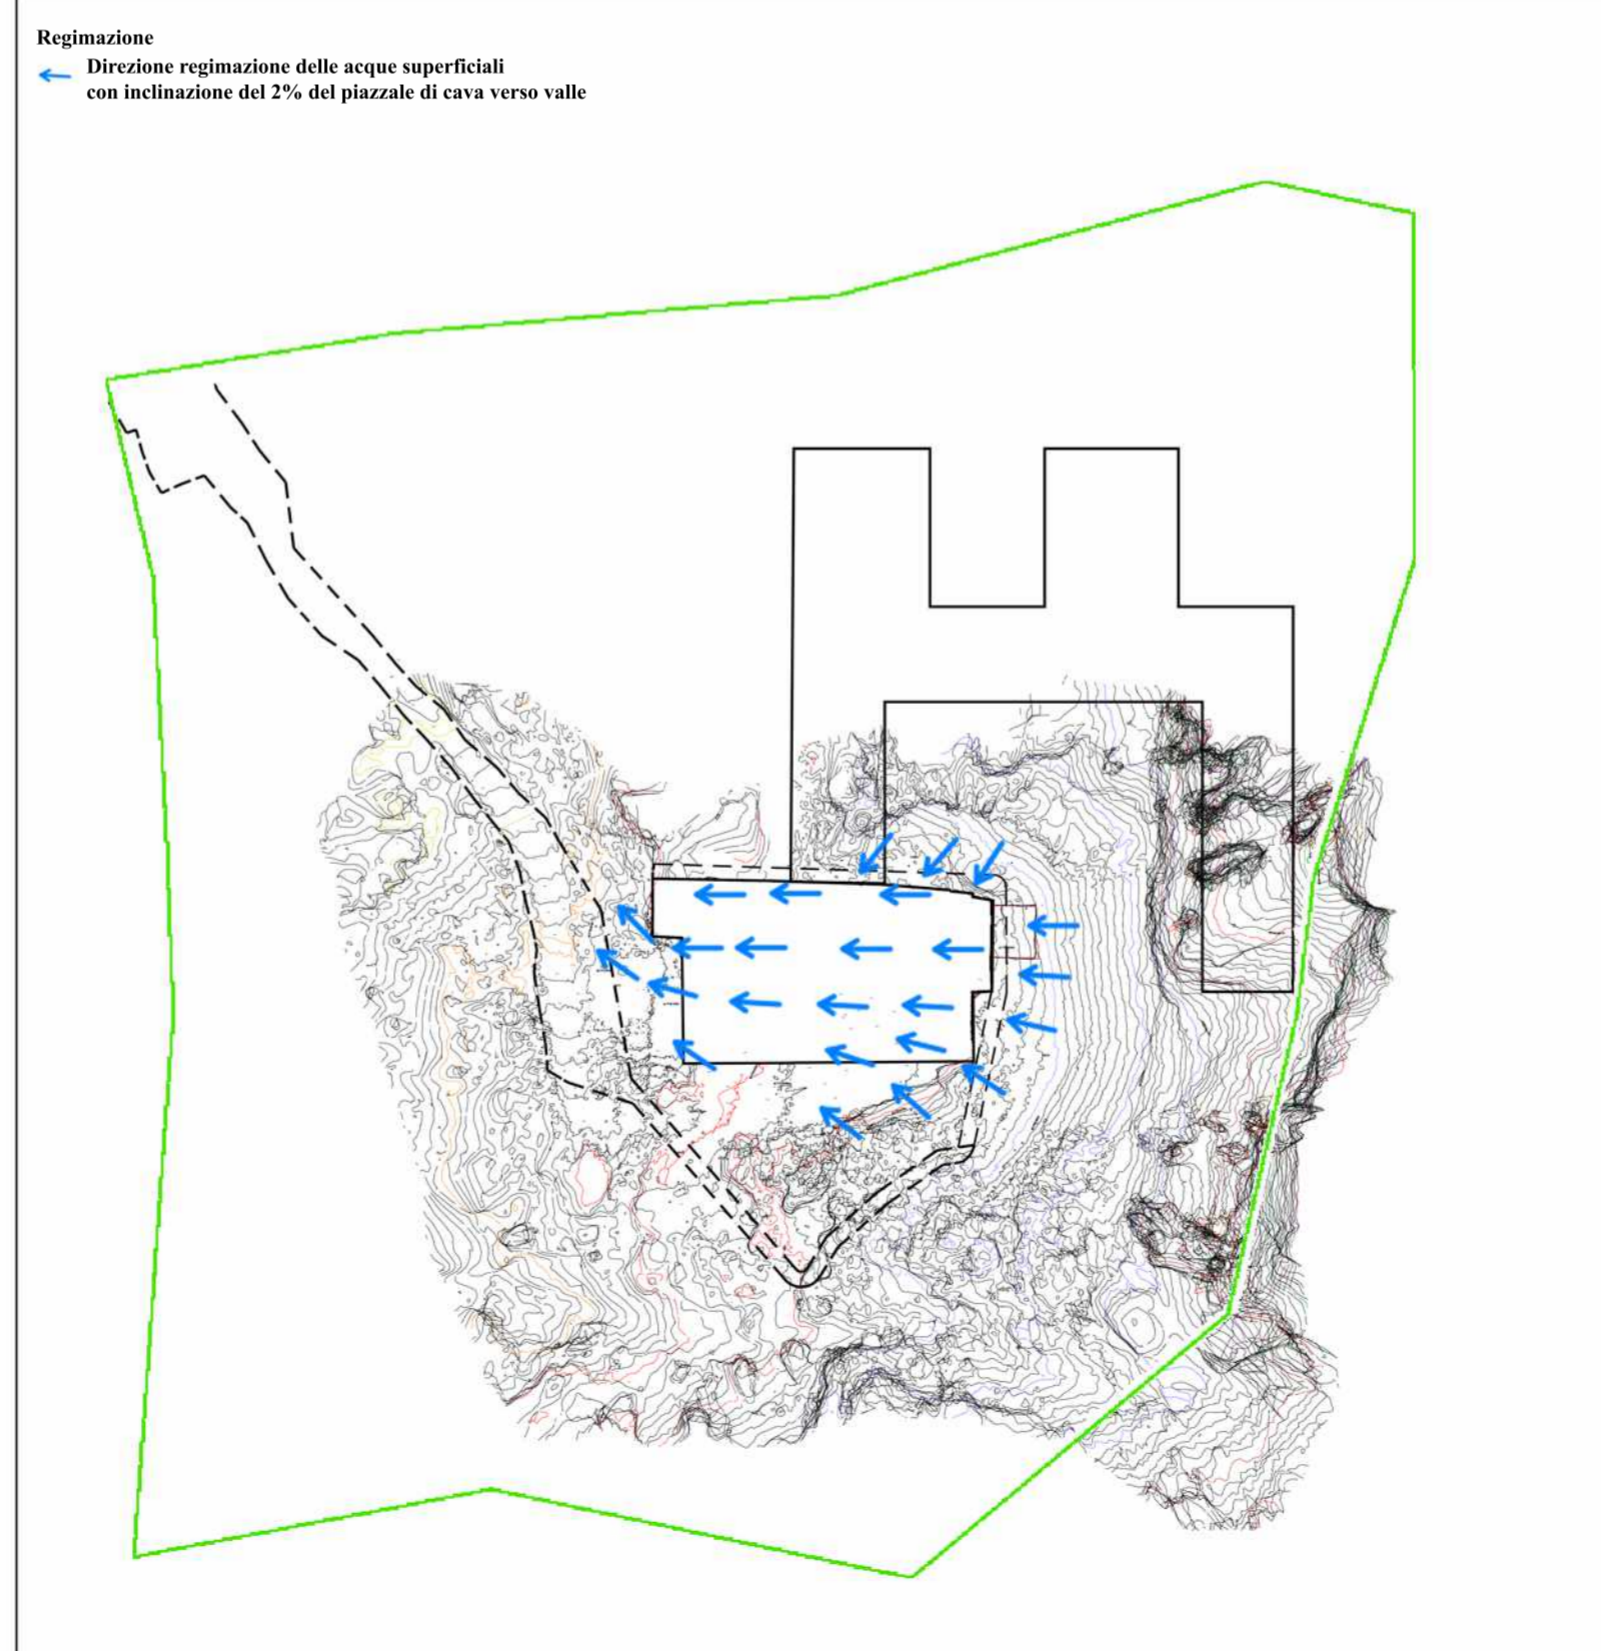 Regimazione
Direzione regimazione delle acque superficiali
con inclinazione del 2% del piazzale di cava verso valle